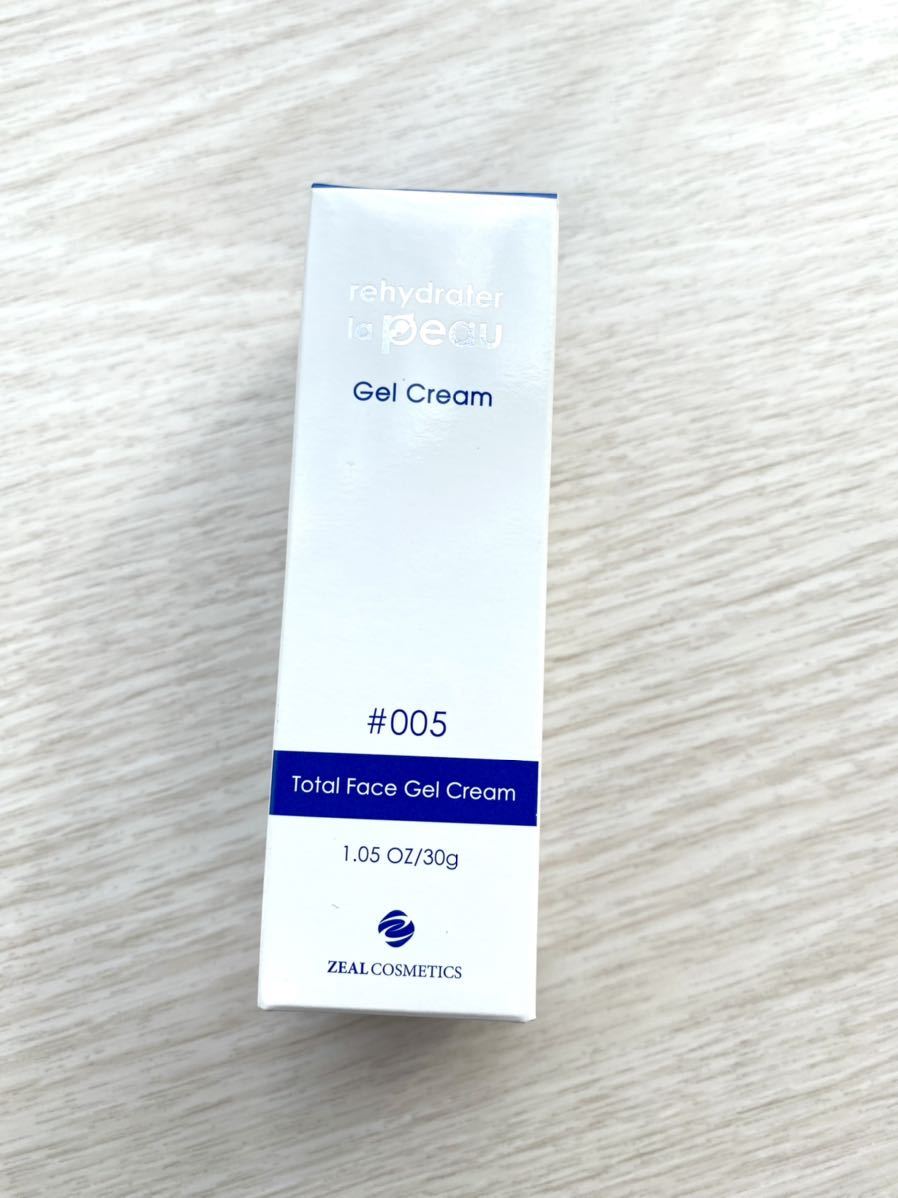 rehydrater
la peau
Gel Cream
#005
Total Face Gel Cream
1.05 OZ/30g
ZEAL COSMETICS